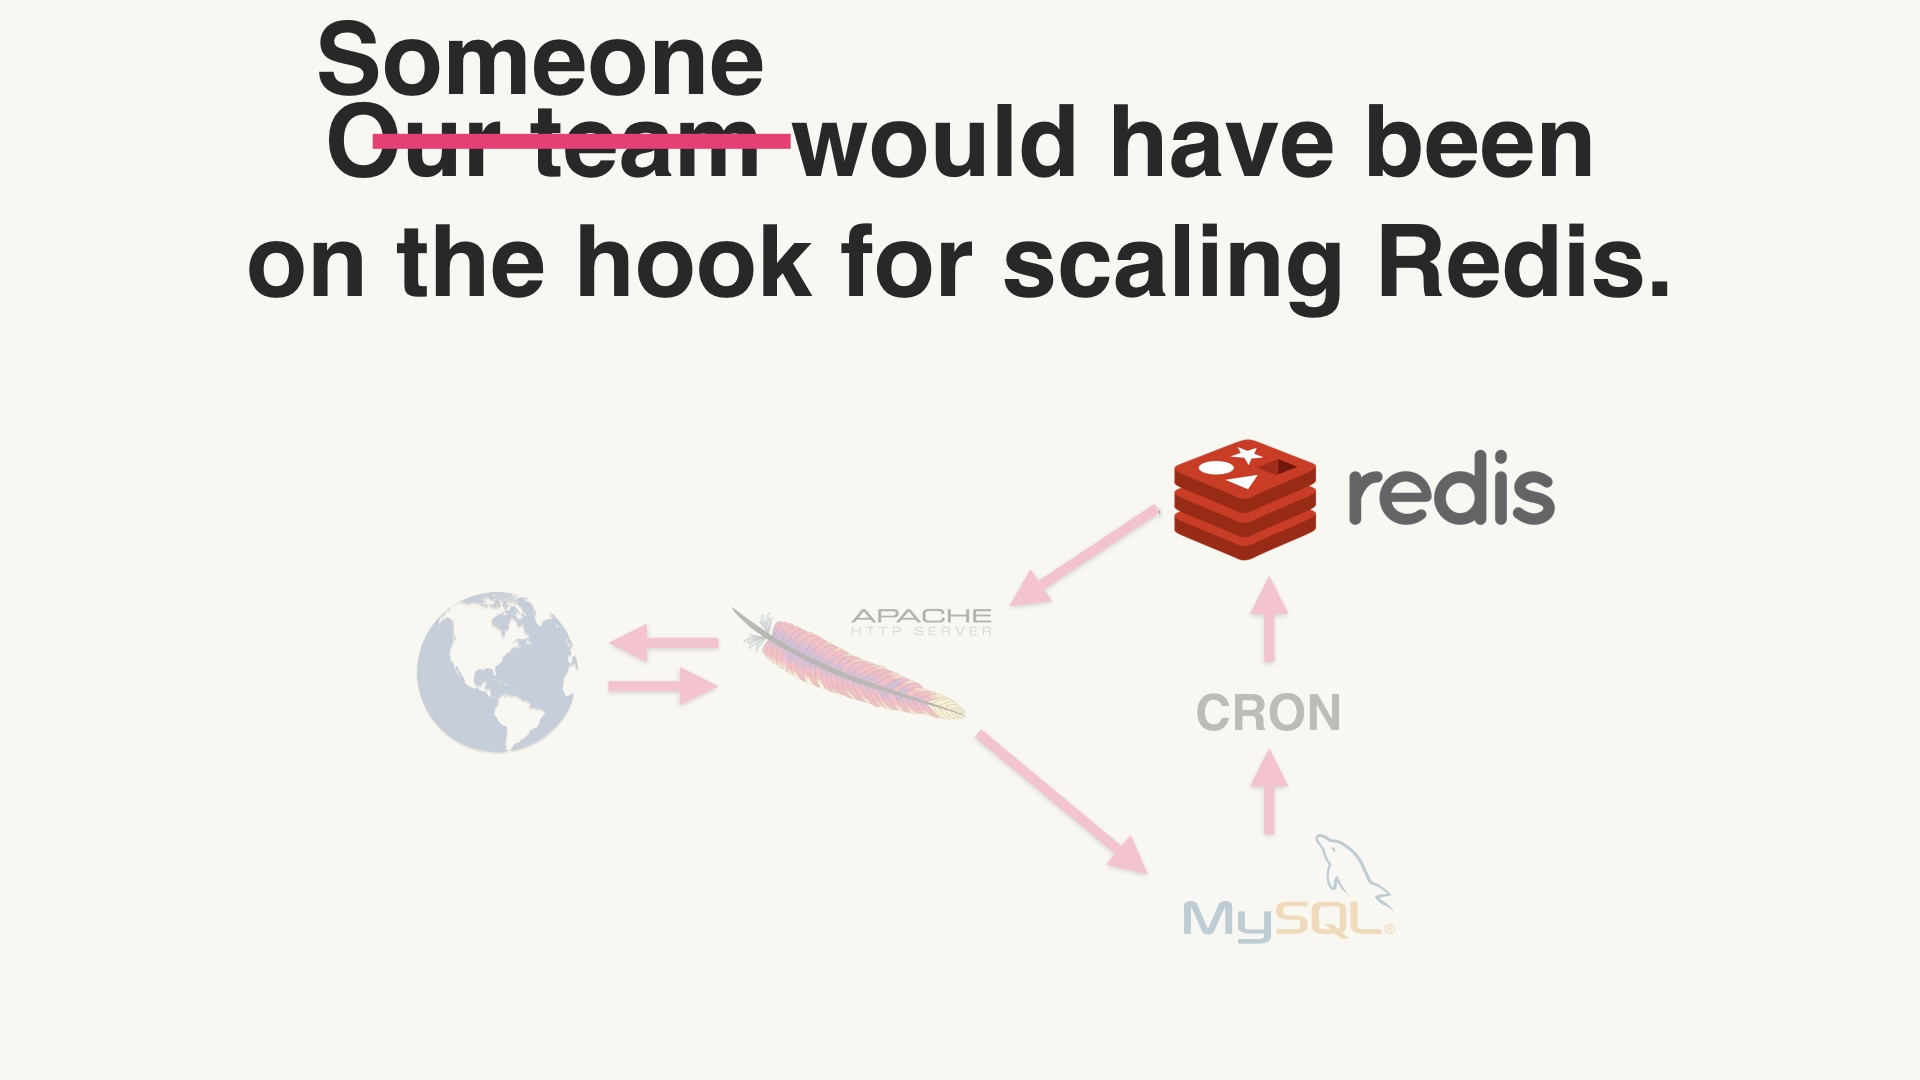 Someone
Our team would have been
on the hook for scaling Redis.
redis
APACHE
HTTP SERVER
CRON
MySQL®